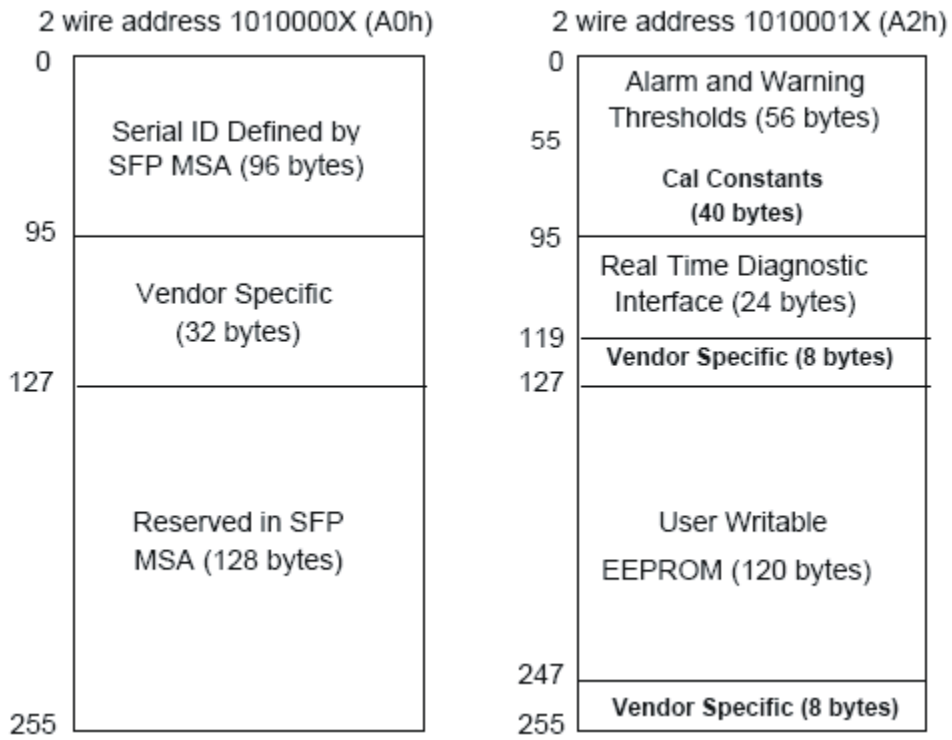 2 wire address 1010000X (A0h)
0
Serial ID Defined by
SFP MSA (96 bytes)
95
Vendor Specific
(32 bytes)
127
Reserved in SFP
MSA (128 bytes)
255
2 wire address 1010001X (A2h)
0
Alarm and Warning
Thresholds (56 bytes)
55
Cal Constants
(40 bytes)
95
Real Time Diagnostic
Interface (24 bytes)
119
Vendor Specific (8 bytes)
127
User Writable
EEPROM (120 bytes)
247
Vendor Specific (8 bytes)
255